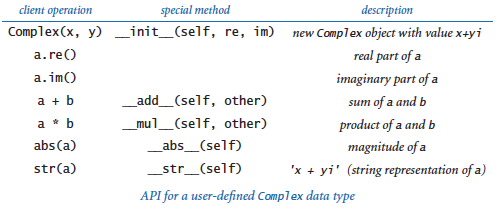 client operation special method description
Complex(x, y) __init__(self, re, im) new Complex object with value x+yi
a.re() real part of a
a.im() imaginary part of a
a + b __add__(self, other) sum of a and b
a * b __mul__(self, other) product of a and b
abs(a) __abs__(self) magnitude of a
str(a) __str__(self) 'x + yi' (string representation of a)
API for a user-defined Complex data type